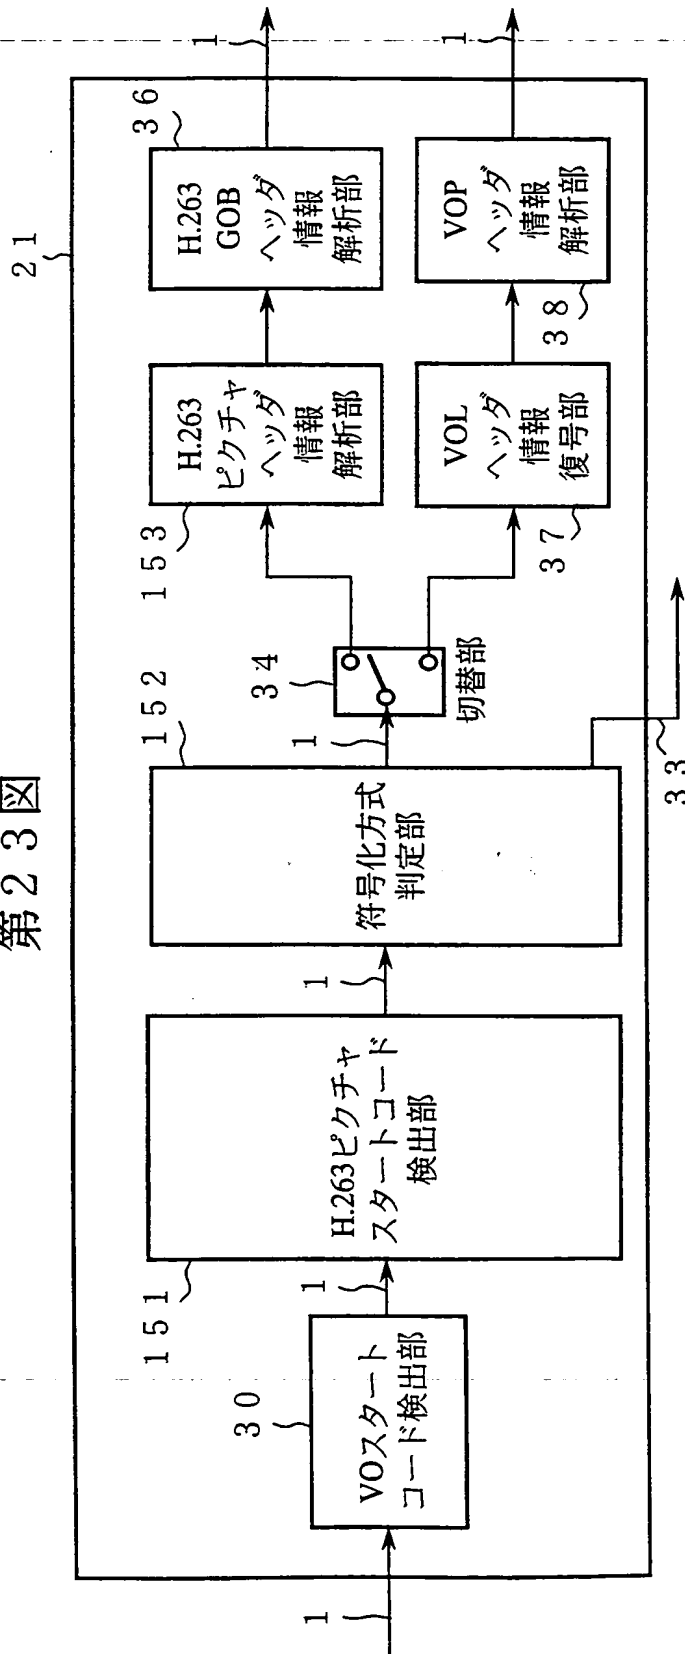 第２３図
２１
１
３０
VOスタート
コード検出部
１
１５１
H.263ピクチャ
スタートコード
検出部
１
１５２
符号化方式
判定部
３３
１
３４
切替部
１５３
H.263
ピクチャ
ヘッダ
情報
解析部
３６
H.263
GOB
ヘッダ
情報
解析部
１
３７
VOL
ヘッダ
情報
復号部
３８
VOP
ヘッダ
情報
解析部
１